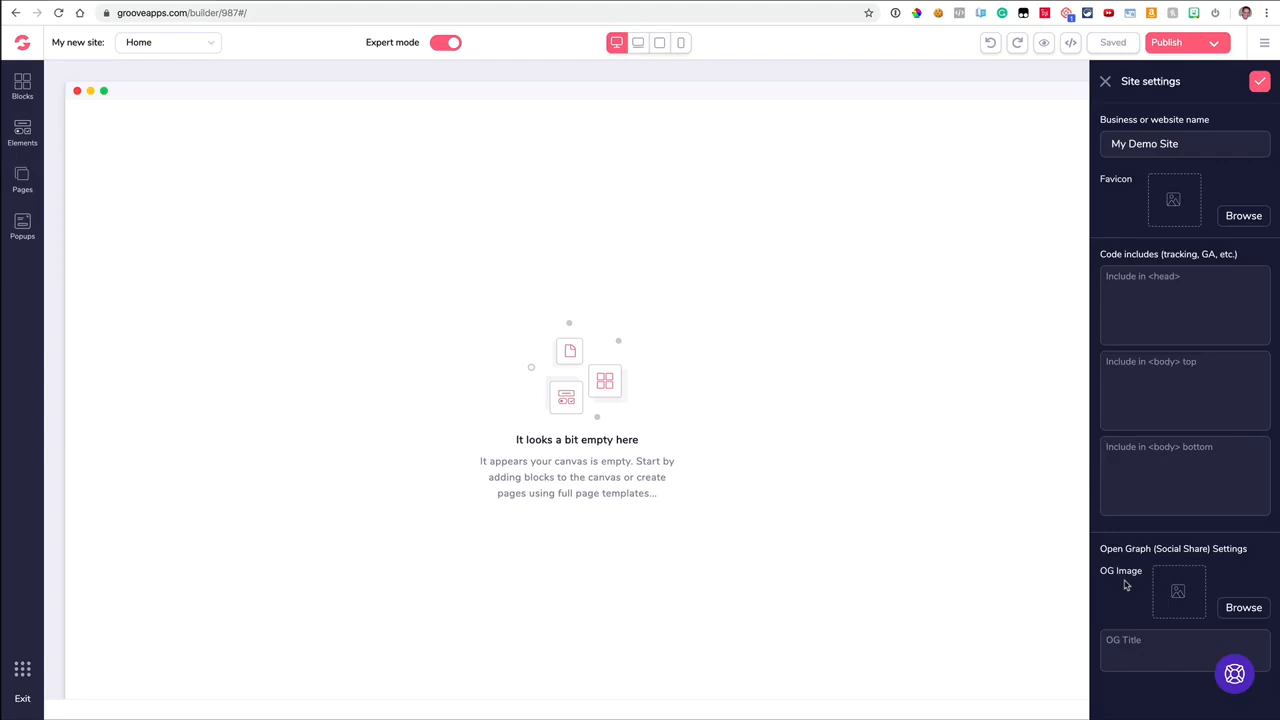 grooveapps.com/builder/987#/
My new site:
Home
Expert mode
Saved
Publish
Blocks
Elements
Pages
Popups
Exit
It looks a bit empty here
It appears your canvas is empty. Start by
adding blocks to the canvas or create
pages using full page templates...
Site settings
Business or website name
My Demo Site
Favicon
Browse
Code includes (tracking, GA, etc.)
Include in <head>
Include in <body> top
Include in <body> bottom
Open Graph (Social Share) Settings
OG Image
Browse
OG Title